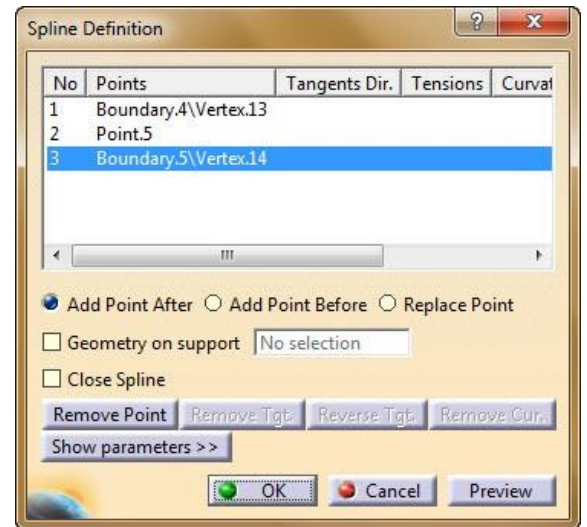 Spline Definition
No Points Tangents Dir. Tensions Curvat
1 Boundary.4\Vertex.13
2 Point.5
3 Boundary.5\Vertex.14
Add Point After Add Point Before Replace Point
Geometry on support No selection
Close Spline
Remove Point Remove Tgt. Reverse Tgt. Remove Cur.
Show parameters >>
OK Cancel Preview